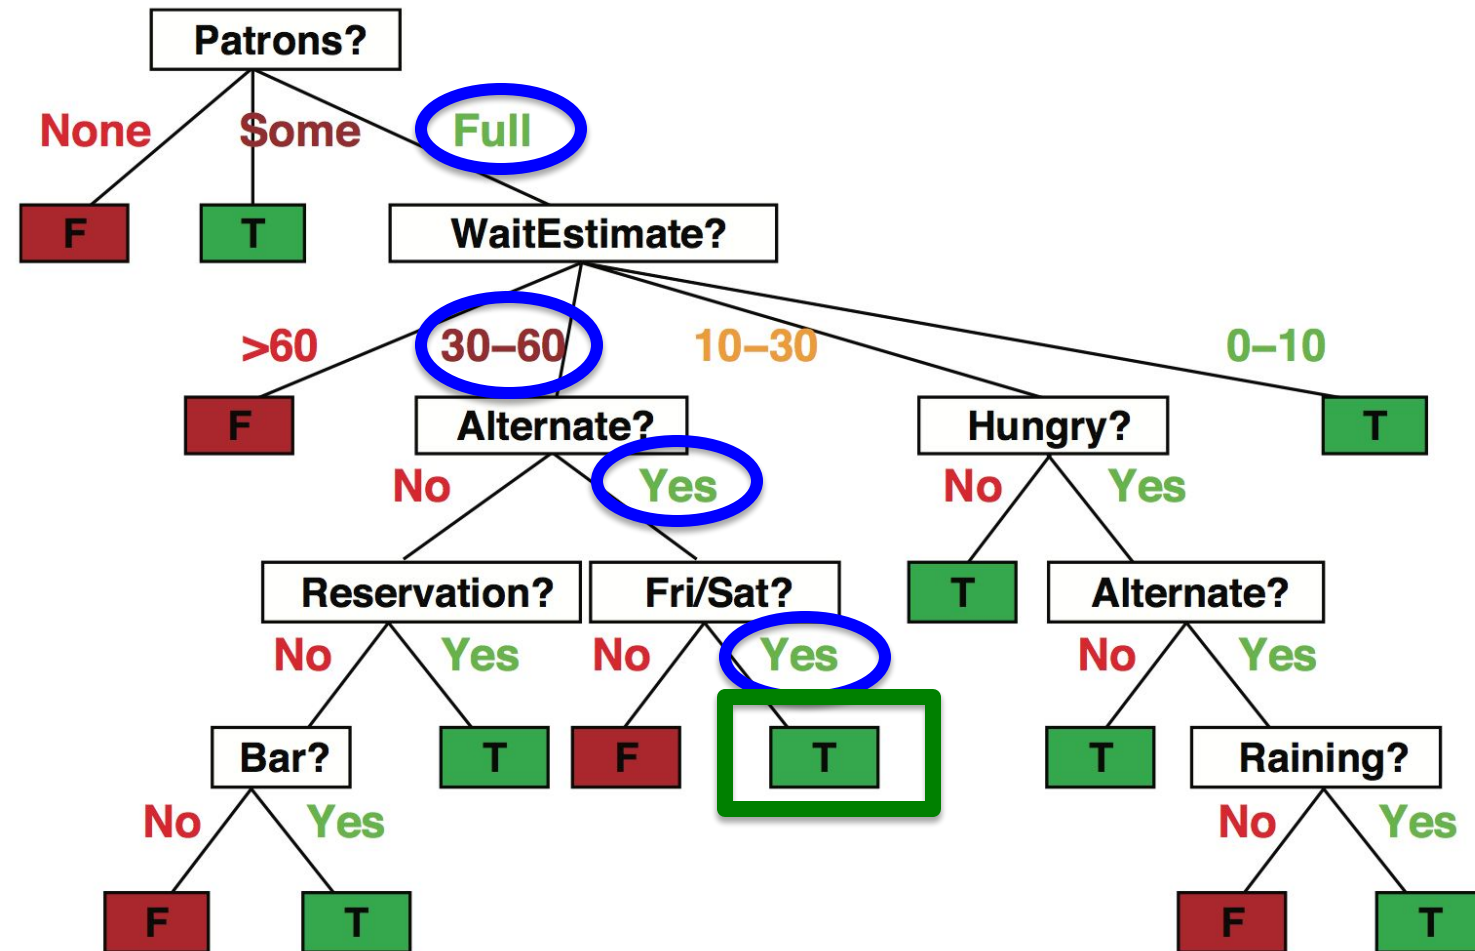 Patrons?
None Some Full
F T WaitEstimate?
>60 30–60 10–30 0–10
F Alternate? Hungry? T
No Yes No Yes
Reservation? Fri/Sat? T Alternate?
No Yes No Yes No Yes
Bar? T F T T Raining?
No Yes No Yes
F T F T